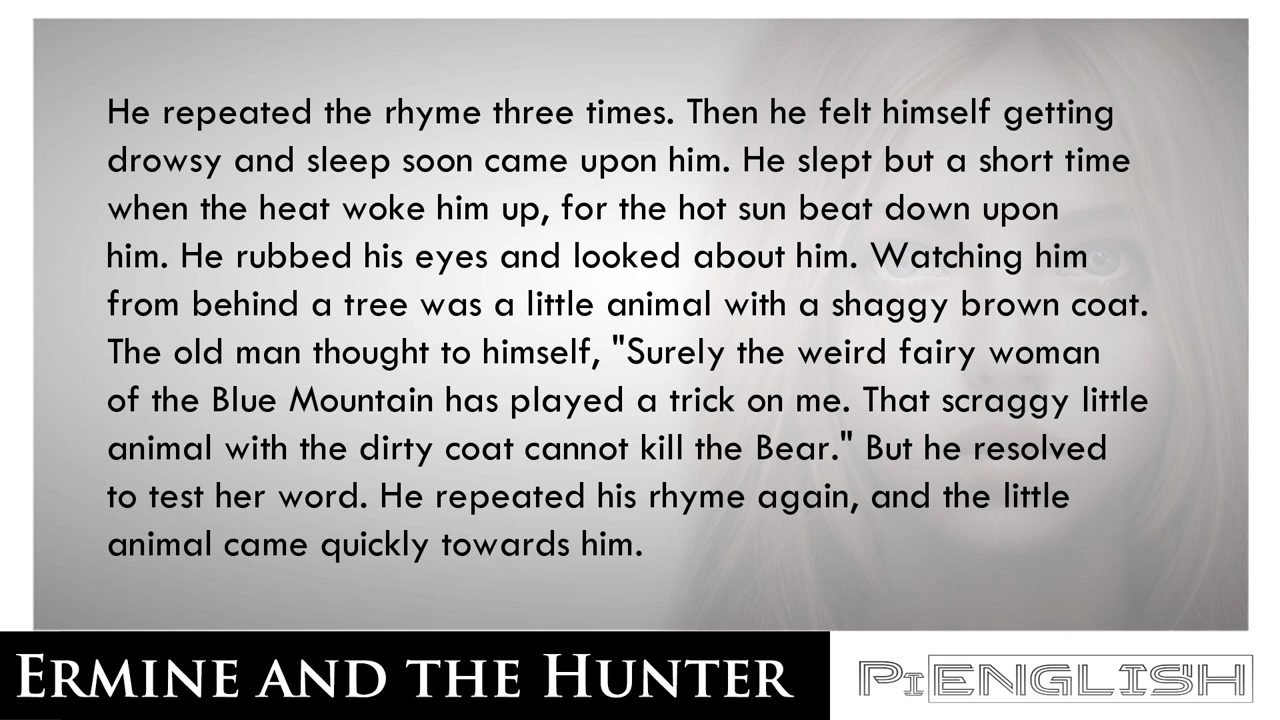 He repeated the rhyme three times. Then he felt himself getting
drowsy and sleep soon came upon him. He slept but a short time
when the heat woke him up, for the hot sun beat down upon
him. He rubbed his eyes and looked about him. Watching him
from behind a tree was a little animal with a shaggy brown coat.
The old man thought to himself, "Surely the weird fairy woman
of the Blue Mountain has played a trick on me. That scraggy little
animal with the dirty coat cannot kill the Bear." But he resolved
to test her word. He repeated his rhyme again, and the little
animal came quickly towards him.
ERMINE AND THE HUNTER
PIENGLISH